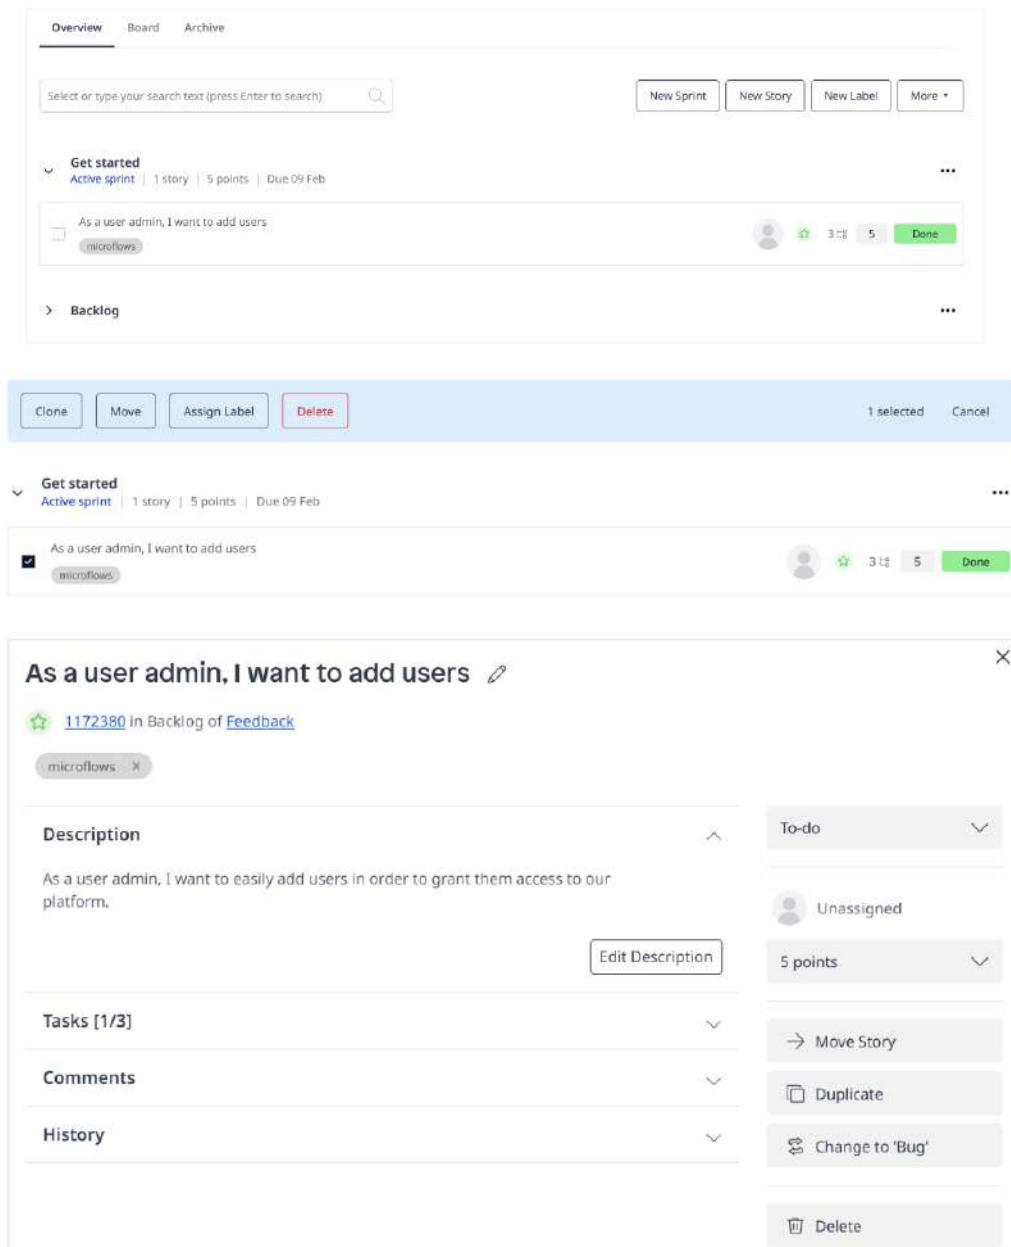 Overview Board Archive
Select or type your search text (press Enter to search) New Sprint New Story New Label More
Get started
Active sprint | 1 story | 5 points | Due 09 Feb
As a user admin, I want to add users
microflows
3 5 Done
Backlog
Clone Move Assign Label Delete 1 selected Cancel
Get started
Active sprint | 1 story | 5 points | Due 09 Feb
As a user admin, I want to add users
microflows
3 5 Done
As a user admin, I want to add users
1172380 in Backlog of Feedback
microflows
Description
As a user admin, I want to easily add users in order to grant them access to our
platform.
Edit Description
Tasks [1/3]
Comments
History
To-do
Unassigned
5 points
Move Story
Duplicate
Change to 'Bug'
Delete